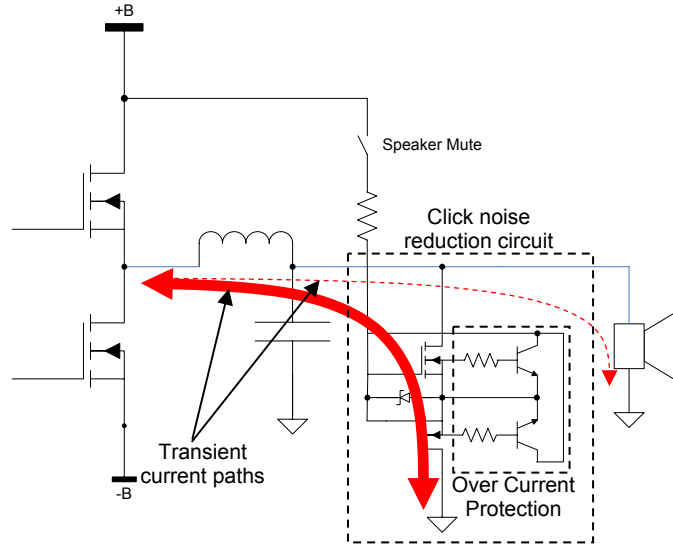 +B
Speaker Mute
Click noise
reduction circuit
Transient
current paths
Over Current
Protection
-B